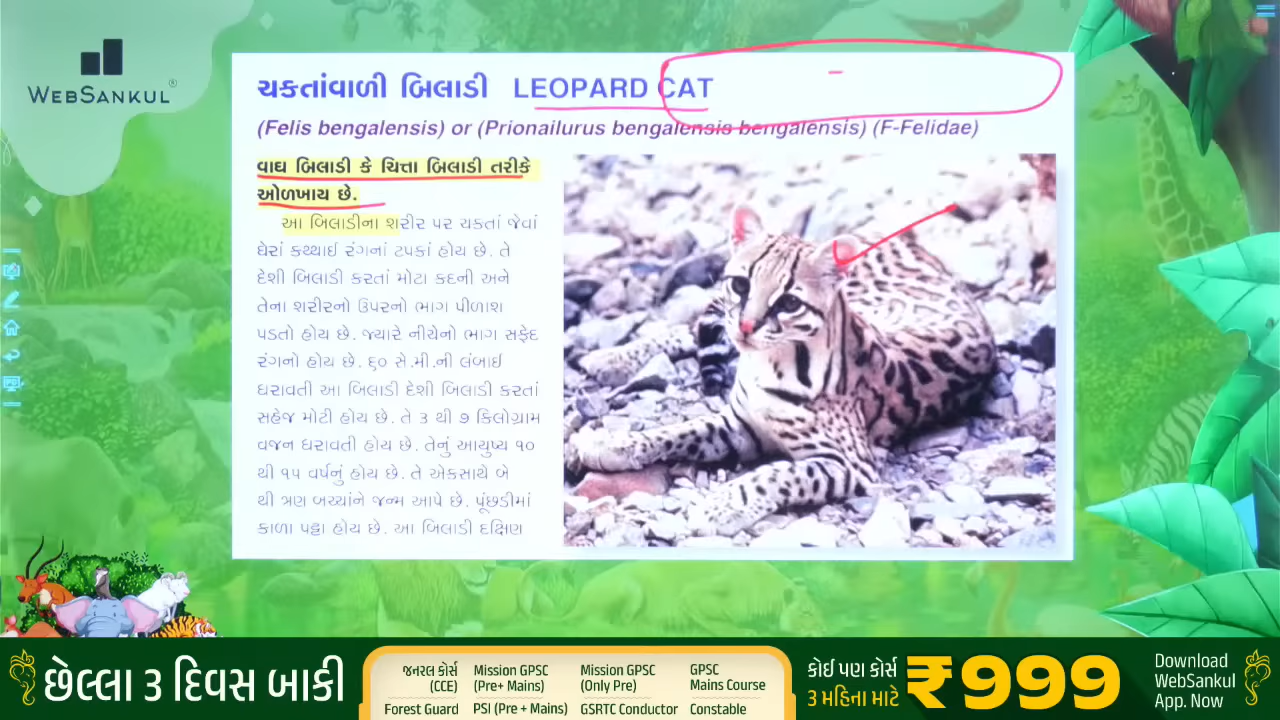 WEBSANKUL®
ચકતાંવાળી બિલાડી LEOPARD CAT
(Felis bengalensis) or (Prionailurus bengalensis bengalensis) (F-Felidae)
વાઘ બિલાડી કે ચિત્તા બિલાડી તરીકે
ઓળખાય છે.
આ બિલાડીના શરીર પર ચકતાં જેવાં
ઘેરાં કથ્થાઈ રંગનાં ટપકાં હોય છે. તે
દેશી બિલાડી કરતાં મોટા કદની અને
તેના શરીરનો ઉપરનો ભાગ પીળાશ
પડતો હોય છે. જ્યારે નીચેનો ભાગ સફેદ
રંગનો હોય છે. ૬૦ સે.મી.ની લંબાઈ
ધરાવતી આ બિલાડી દેશી બિલાડી કરતાં
સહેજ મોટી હોય છે. તે ૩ થી ૭ કિલોગ્રામ
વજન ધરાવતી હોય છે. તેનું આયુષ્ય ૧૦
થી ૧૫ વર્ષનું હોય છે. તે એકસાથે બે
થી ત્રણ બચ્ચાંને જન્મ આપે છે. પૂંછડીમાં
કાળા પટ્ટા હોય છે. આ બિલાડી દક્ષિણ
છેલ્લા 3 દિવસ બાકી
જનરલ કોર્સ
(CCE)
Forest Guard
Mission GPSC
(Pre+ Mains)
PSI (Pre + Mains)
Mission GPSC
(Only Pre)
GSRTC Conductor
GPSC
Mains Course
Constable
કોઈ પણ કોર્સ
3 મહિના માટે
₹999
Download
WebSankul
App. Now